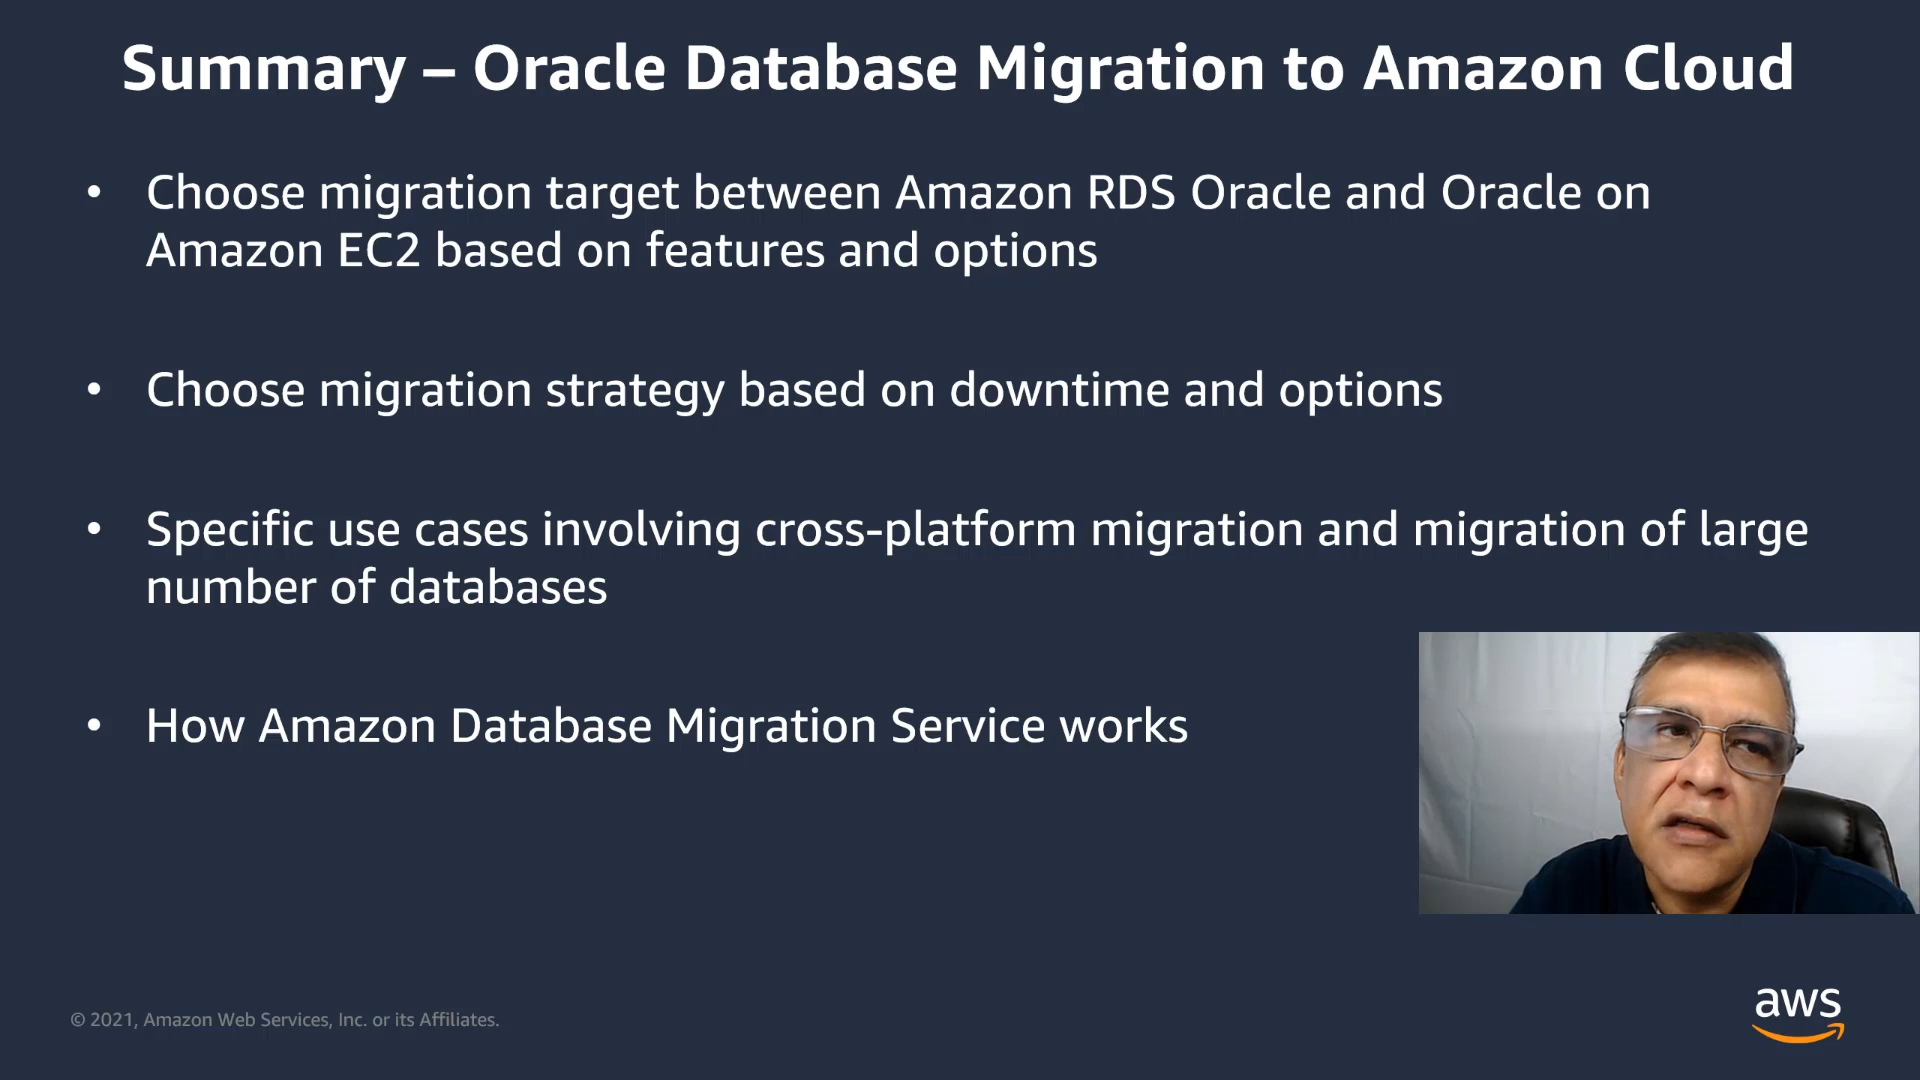 Summary – Oracle Database Migration to Amazon Cloud
• Choose migration target between Amazon RDS Oracle and Oracle on
Amazon EC2 based on features and options
• Choose migration strategy based on downtime and options
• Specific use cases involving cross-platform migration and migration of large
number of databases
• How Amazon Database Migration Service works
© 2021, Amazon Web Services, Inc. or its Affiliates.
aws